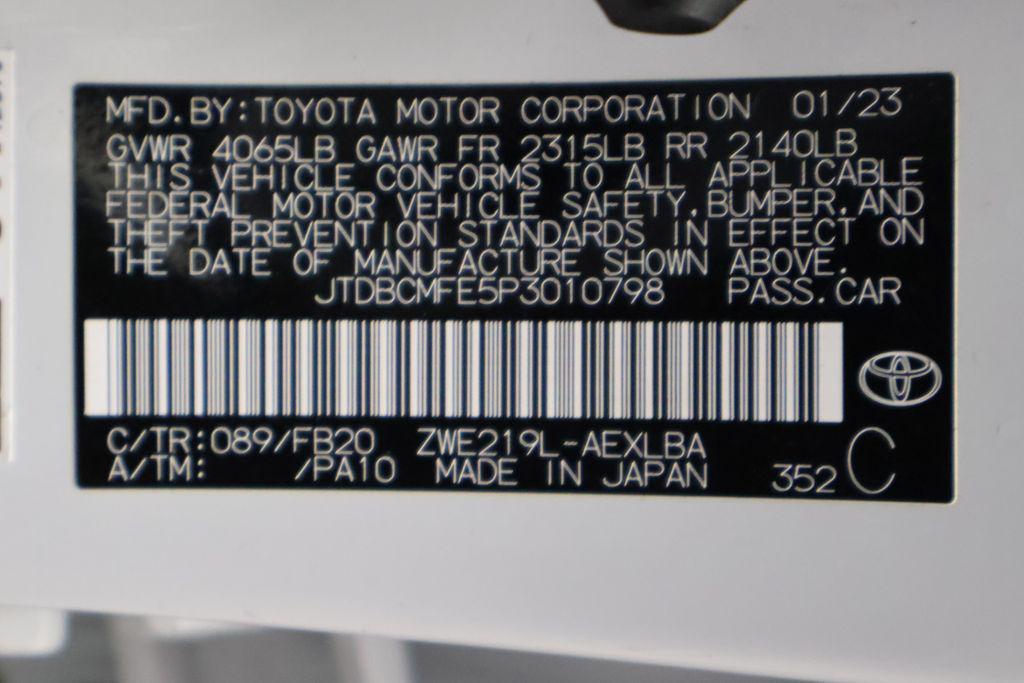 MFD. BY: TOYOTA MOTOR CORPORATION 01/23
GVWR 4065LB GAWR FR 2315LB RR 2140LB
THIS VEHICLE CONFORMS TO ALL APPLICABLE
FEDERAL MOTOR VEHICLE SAFETY, BUMPER, AND
THEFT PREVENTION STANDARDS IN EFFECT ON
THE DATE OF MANUFACTURE SHOWN ABOVE.
JTDBCMFE5P3010798 PASS. CAR
C/TR: 089/FB20 ZWE219L-AEXLBA
A/TM: /PA10 MADE IN JAPAN 352 C